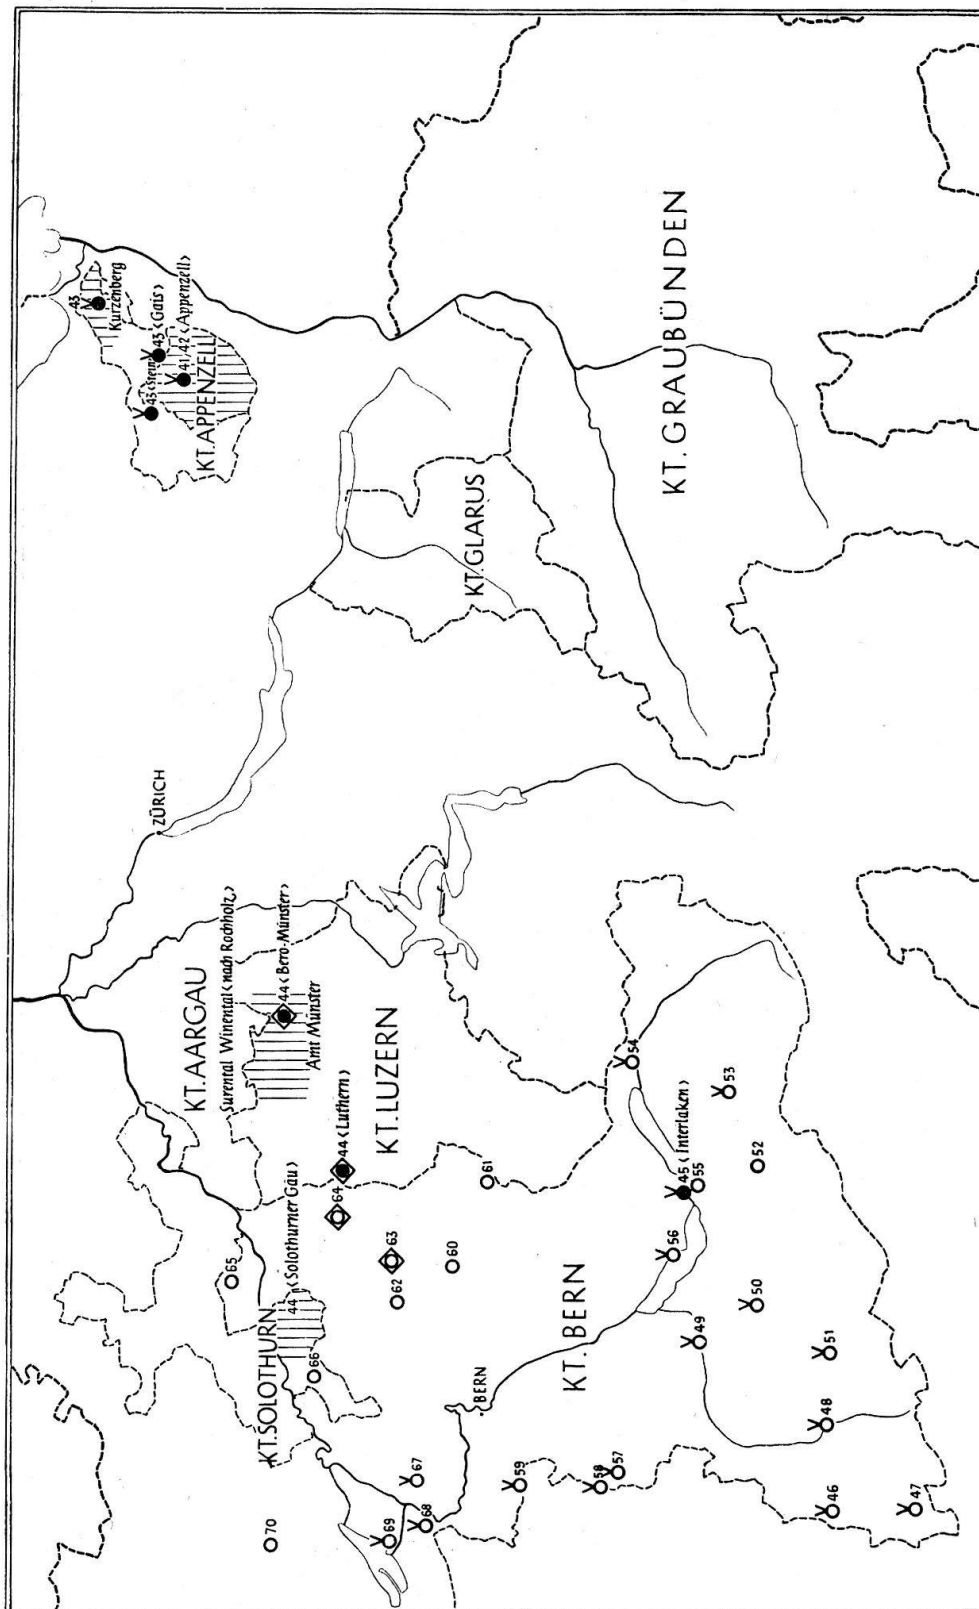 KT. AARGAU
Surental Winental <nach Rochholz>
44 <Bero-Münster>
Amt Münster
KT. LUZERN
44 <Luthern>
ZÜRICH
43
Kurzenberg
43 <Gais>
41/42 <Appenzell>
43 <Stein>
KT. APPENZELL
KT. GLARUS
KT. GRAUBÜNDEN
KT. SOLOTHURN
44 <Solothurner Gäu>
65
66
64
63
62
60
61
70
67
68
69
BERN
KT. BERN
59
58
57
54
53
45 <Interlaken>
55
52
56
50
49
51
48
46
47